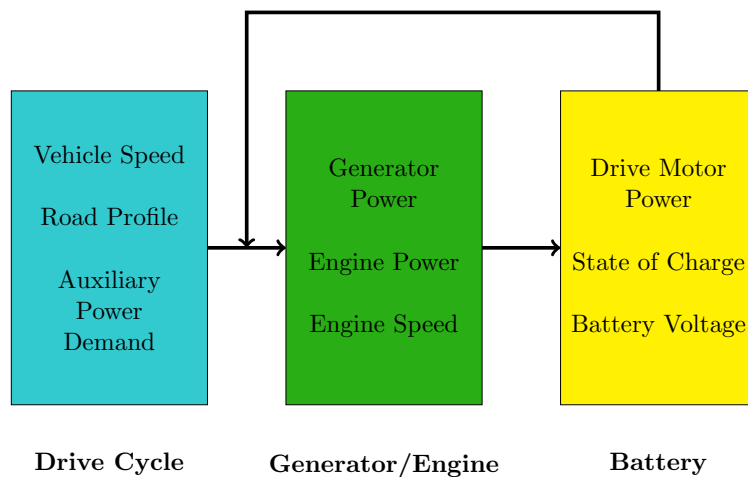 Vehicle Speed
Road Profile
Auxiliary
Power
Demand
Generator
Power
Engine Power
Engine Speed
Drive Motor
Power
State of Charge
Battery Voltage
Drive Cycle
Generator/Engine
Battery